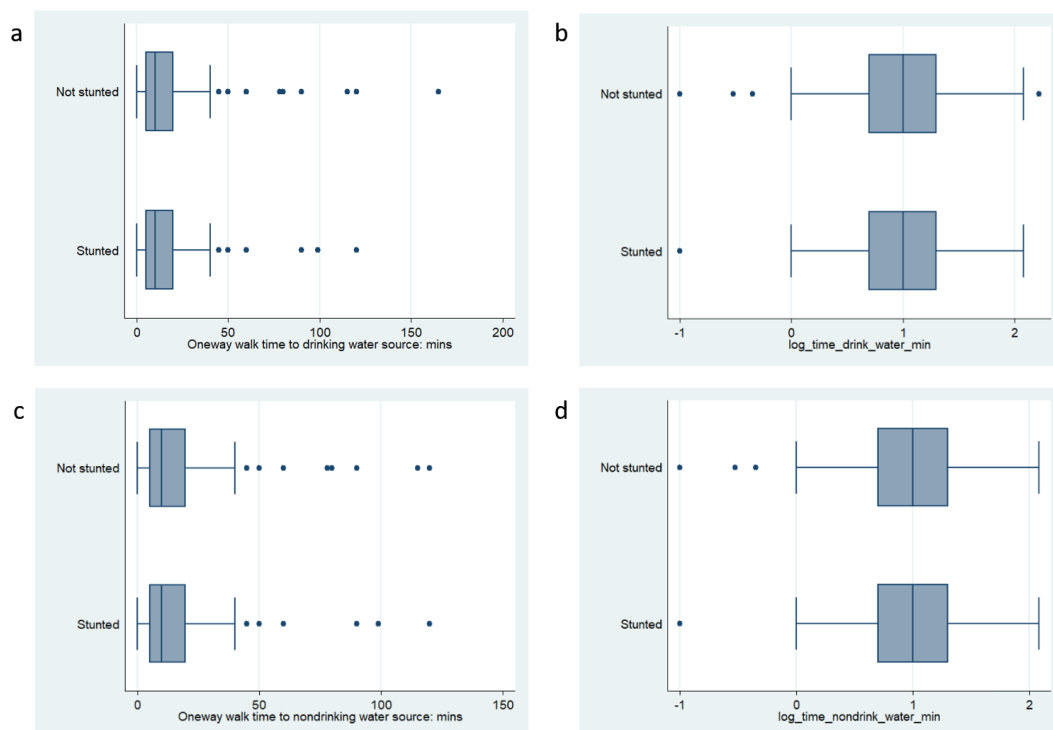 a
Not stunted
Stunted
0 50 100 150 200
Oneway walk time to drinking water source: mins
b
Not stunted
Stunted
-1 0 1 2
log_time_drink_water_min
c
Not stunted
Stunted
0 50 100 150
Oneway walk time to nondrinking water source: mins
d
Not stunted
Stunted
-1 0 1 2
log_time_nondrink_water_min